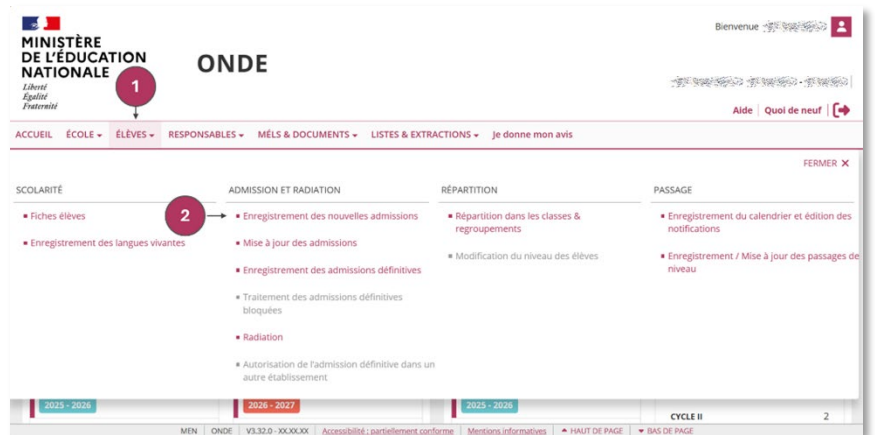 MINISTÈRE
DE L'ÉDUCATION
NATIONALE
Liberté
Égalité
Fraternité
ONDE
Bienvenue
1
Aide | Quoi de neuf
ACCUEIL ÉCOLE ÉLÈVES RESPONSABLES MÉLS & DOCUMENTS LISTES & EXTRACTIONS Je donne mon avis
FERMER X
SCOLARITÉ
Fiches élèves
Enregistrement des langues vivantes
2
ADMISSION ET RADIATION
Enregistrement des nouvelles admissions
Mise à jour des admissions
Enregistrement des admissions définitives
Traitement des admissions définitives
bloquées
Radiation
Autorisation de l'admission définitive dans un
autre établissement
RÉPARTITION
Répartition dans les classes &
regroupements
Modification du niveau des élèves
PASSAGE
Enregistrement du calendrier et édition des
notifications
Enregistrement / Mise à jour des passages de
niveau
2025 - 2026
2026 - 2027
2025 - 2026
CYCLE II 2
MEN | ONDE | V3.32.0 - XX.XX.XX | Accessibilité : partiellement conforme | Mentions informatives | HAUT DE PAGE | BAS DE PAGE